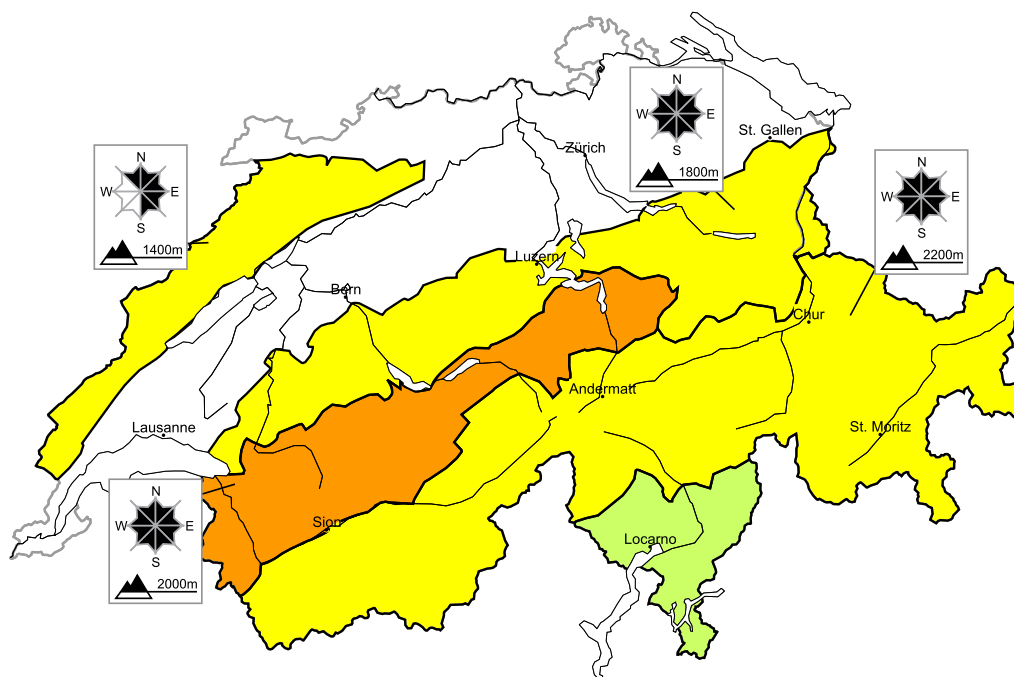 N
W E
S
1800m
St. Gallen
Zürich
N
W E
S
1400m
N
W E
S
2200m
Luzern
Bern
Chur
Andermatt
Lausanne
St. Moritz
N
W E
S
2000m
Sion
Locarno